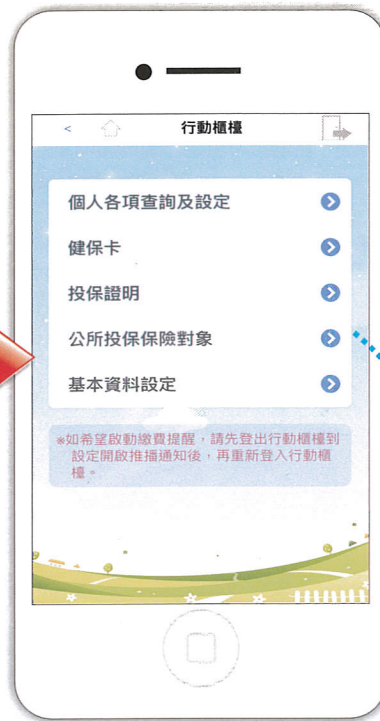 行動櫃檯
個人各項查詢及設定
健保卡
投保證明
公所投保保險對象
基本資料設定
※如希望啟動繳費提醒，請先登出行動櫃檯到
設定開啟推播通知後，再重新登入行動櫃
檯。